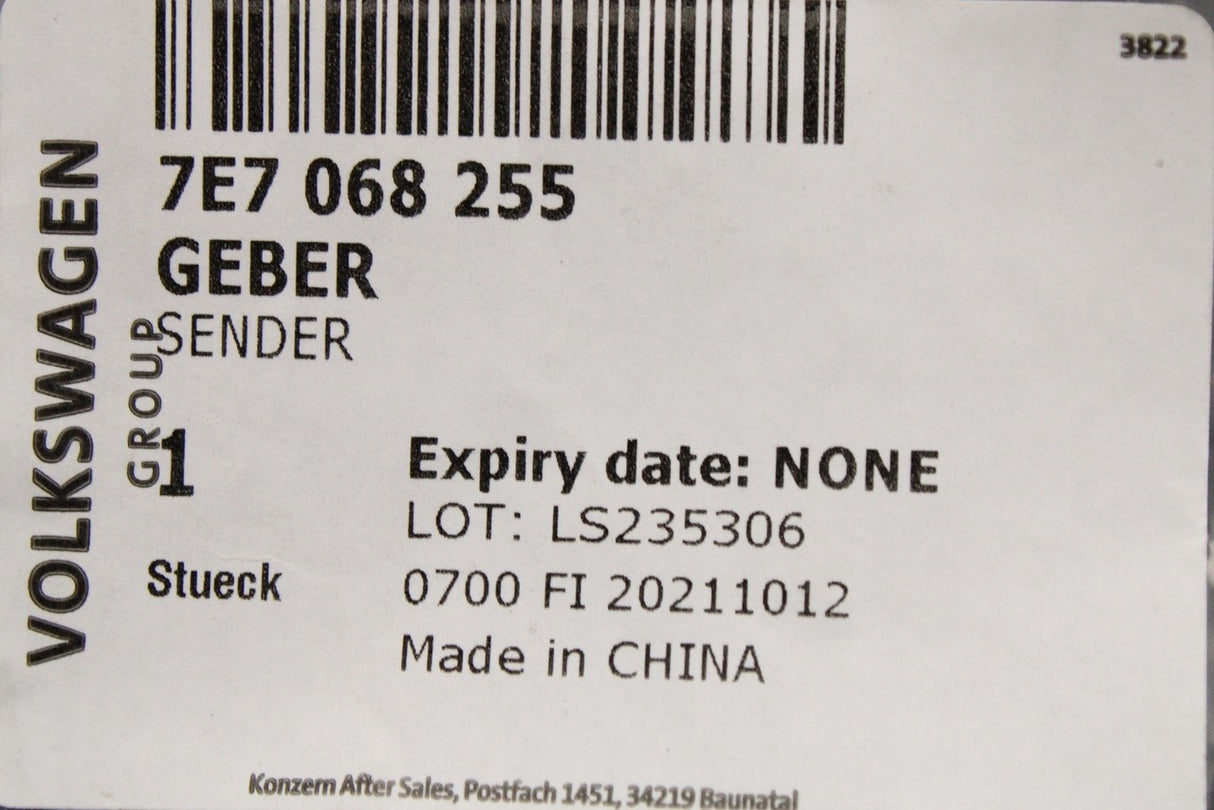 3822
7E7 068 255
GEBER
SENDER
1
Stueck
Expiry date: NONE
LOT: LS235306
0700 FI 20211012
Made in CHINA
VOLKSWAGEN
GROUP
Konzern After Sales, Postfach 1451, 34219 Baunatal